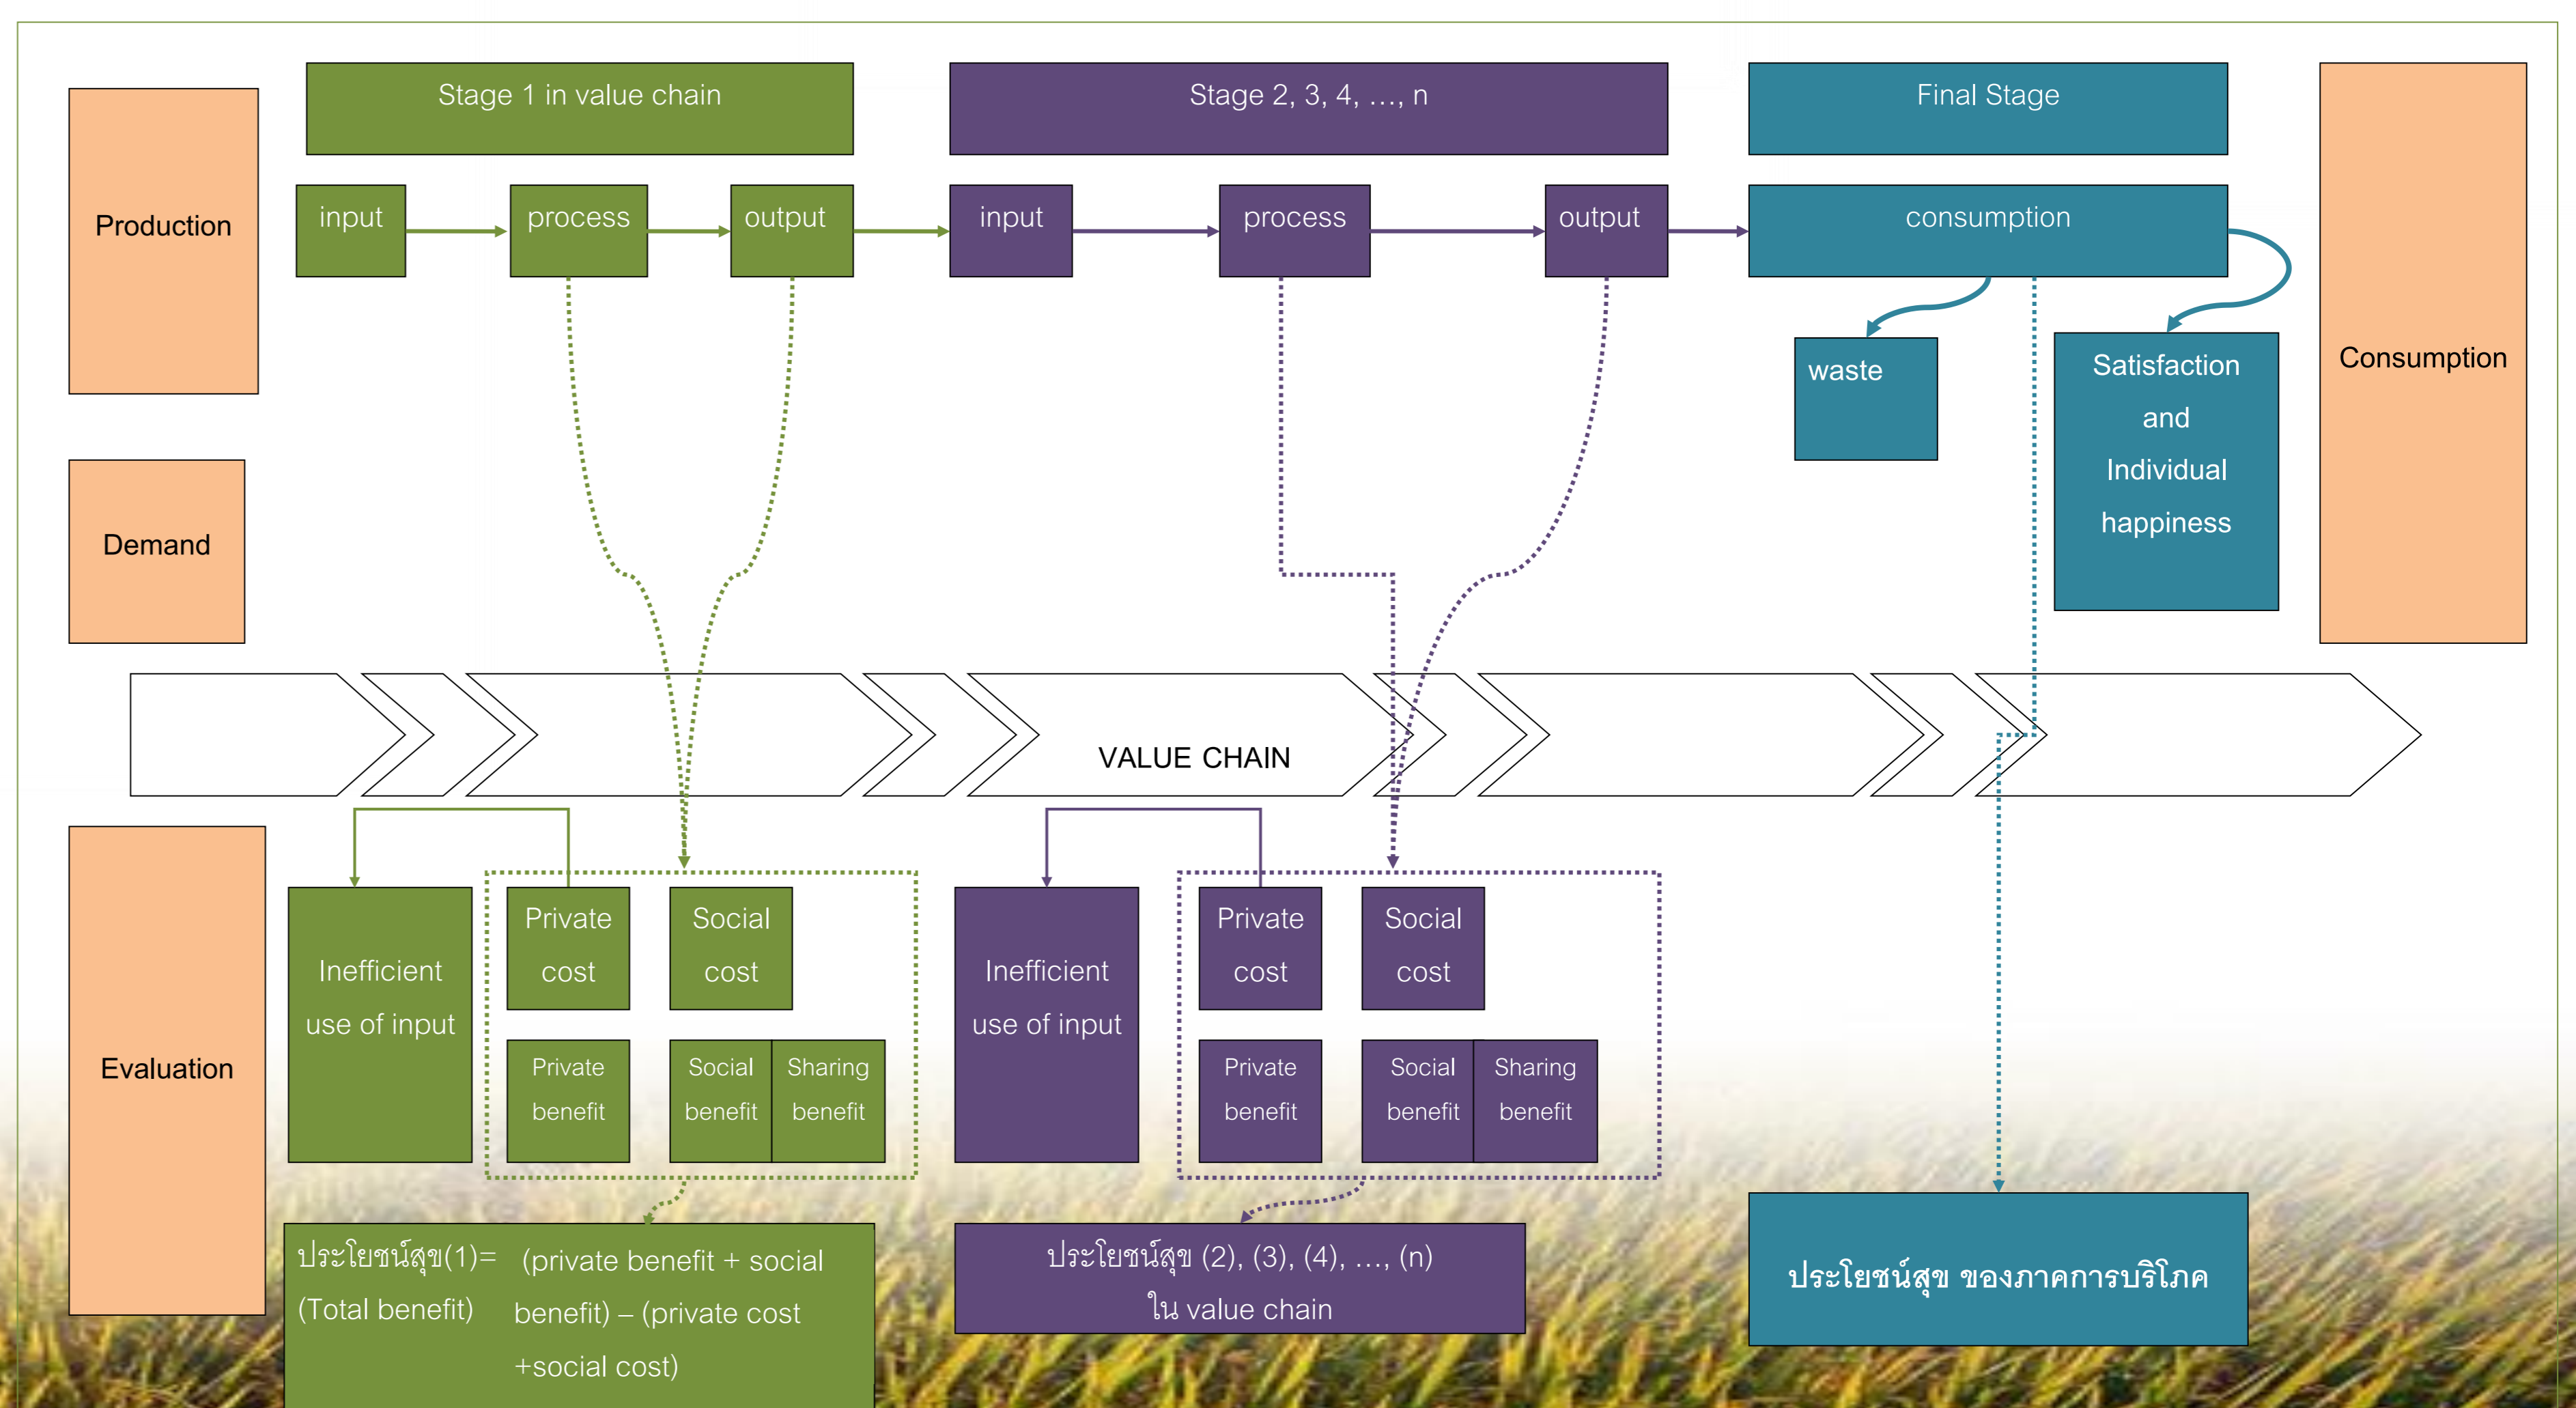 Stage 1 in value chain
Stage 2, 3, 4, …, n
Final Stage
Production
input
process
output
input
process
output
consumption
Consumption
waste
Satisfaction
and
Individual
happiness
Demand
VALUE CHAIN
Evaluation
Inefficient
use of input
Private
cost
Social
cost
Private
benefit
Social
benefit
Sharing
benefit
Inefficient
use of input
Private
cost
Social
cost
Private
benefit
Social
benefit
Sharing
benefit
ประโยชน์สุข(1)= (private benefit + social
(Total benefit) benefit) – (private cost
+social cost)
ประโยชน์สุข (2), (3), (4), …, (n)
ใน value chain
ประโยชน์สุข ของภาคการบริโภค